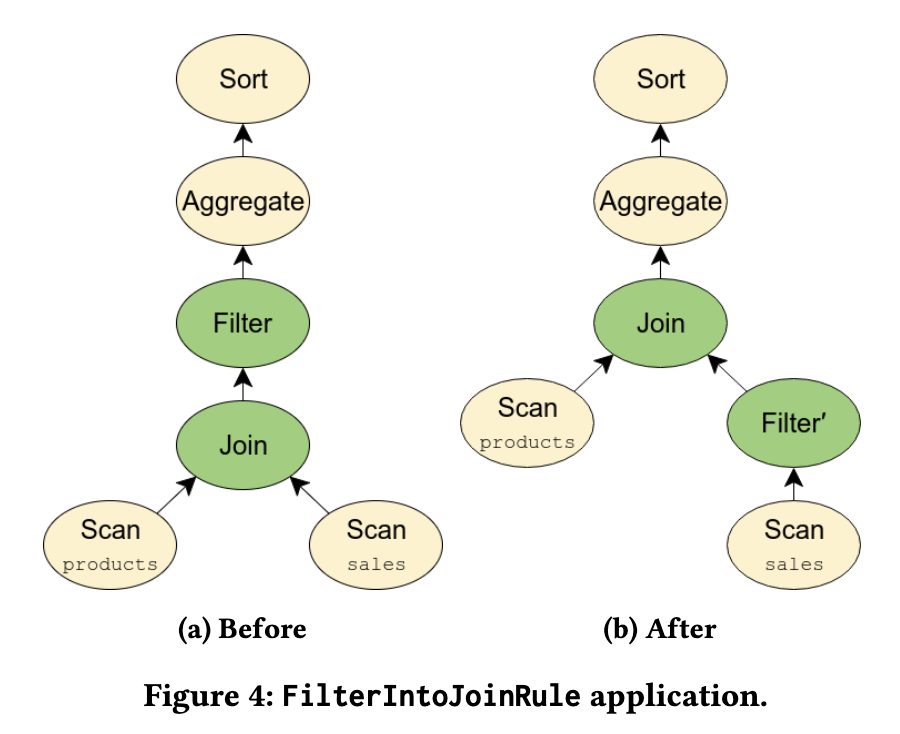 Sort
Aggregate
Filter
Join
Scan
products
Scan
sales
(a) Before
Sort
Aggregate
Join
Scan
products
Filter′
Scan
sales
(b) After
Figure 4: FilterIntoJoinRule application.